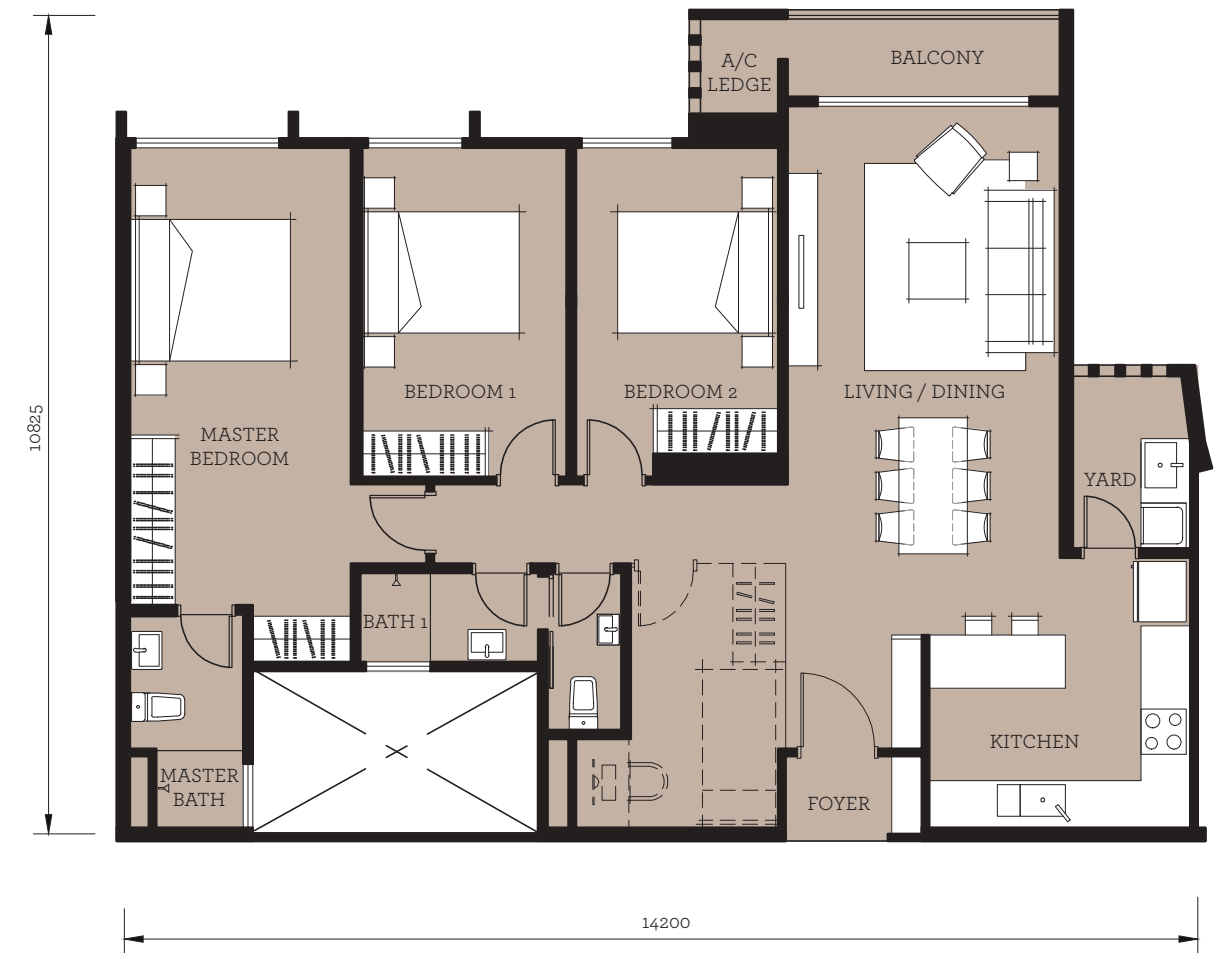 A/C
LEDGE
BALCONY
BEDROOM 1
BEDROOM 2
LIVING / DINING
MASTER
BEDROOM
10825
YARD
BATH 1
KITCHEN
MASTER
BATH
FOYER
14200